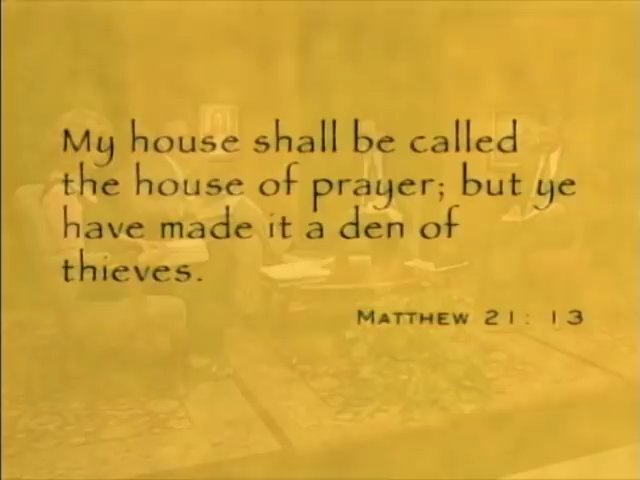 My house shall be called
the house of prayer; but ye
have made it a den of
thieves.
Matthew 21:13